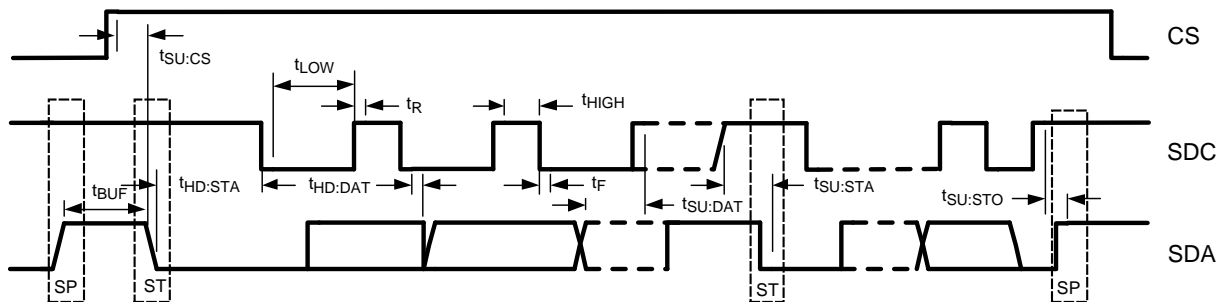 CS
tSU:CS
tLOW
tR
tHIGH
SDC
tBUF
tHD:STA
tHD:DAT
tF
tSU:DAT
tSU:STA
tSU:STO
SDA
SP
ST
ST
SP